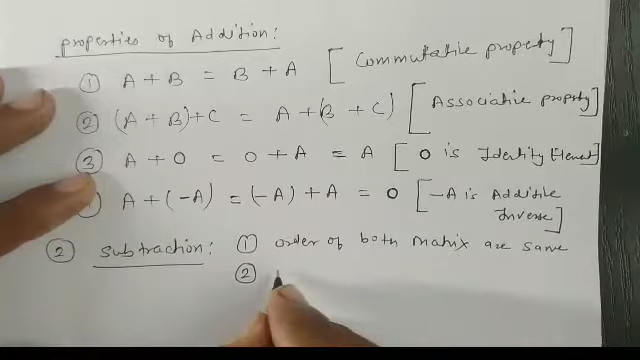 properties of Addition:
① A + B = B + A [Commutative property]
② (A + B) + C = A + (B + C) [Associative property]
③ A + 0 = 0 + A = A [0 is Identity Element]
A + (-A) = (-A) + A = 0 [-A is Additive
Inverse]
② Subtraction: ① order of both matrix are same
②